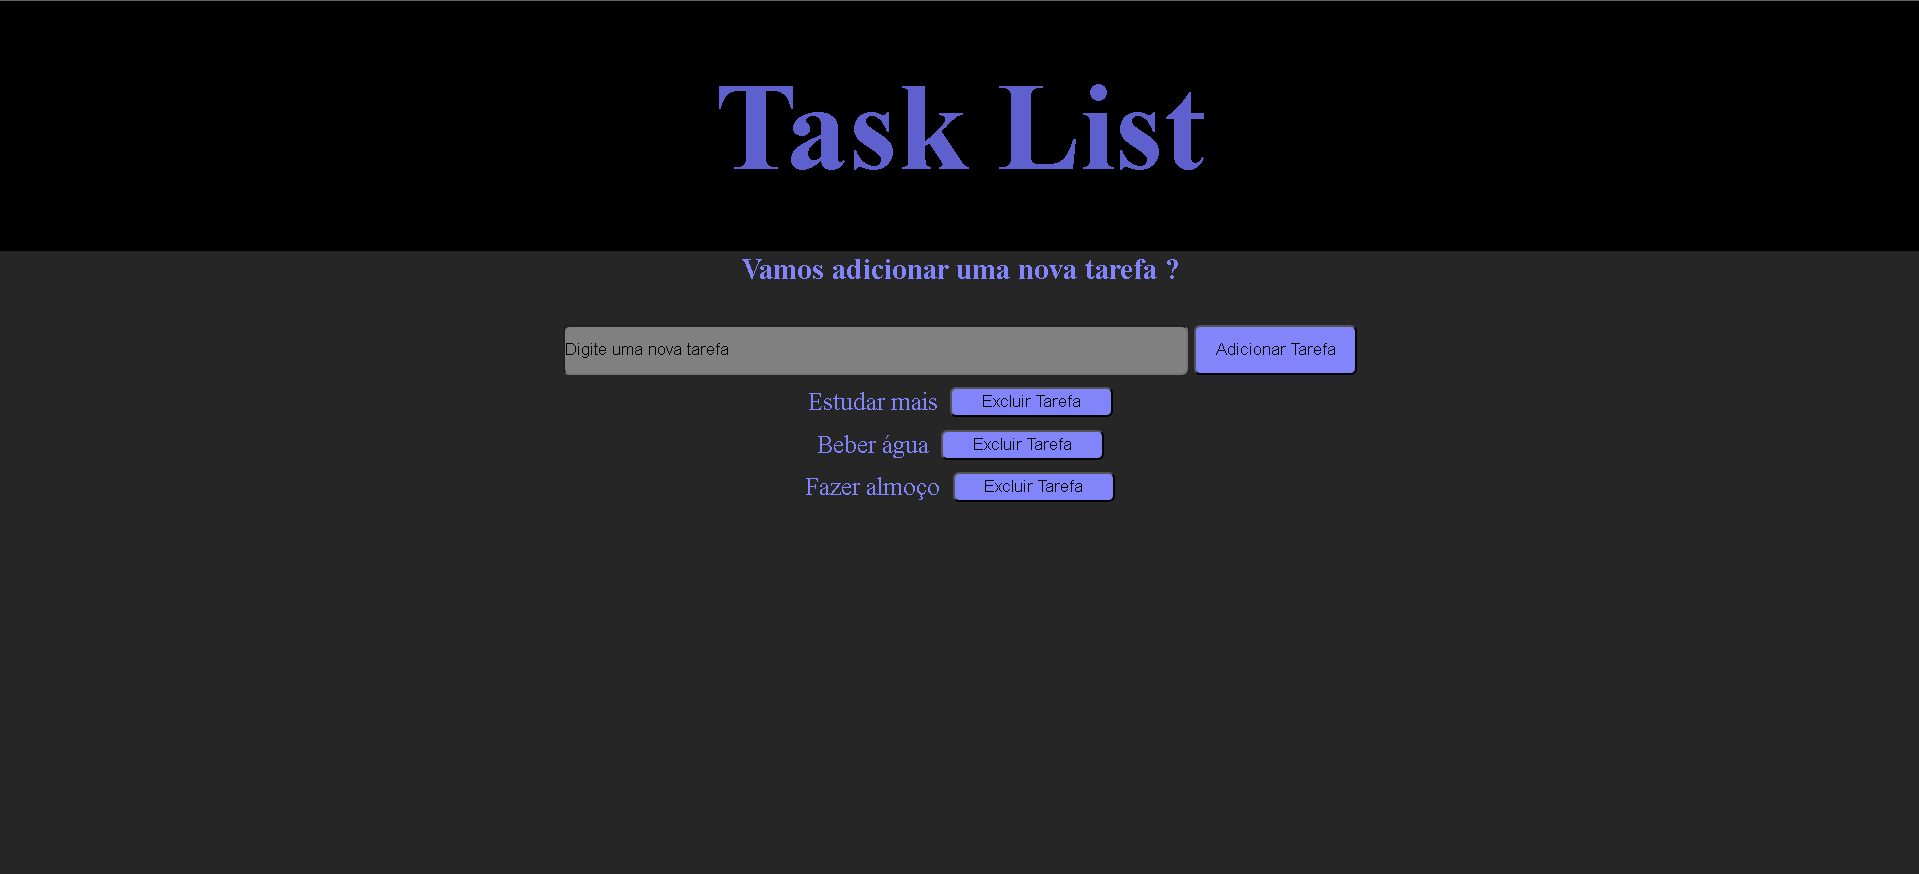 Task List
Vamos adicionar uma nova tarefa ?
Digite uma nova tarefa Adicionar Tarefa
Estudar mais Excluir Tarefa
Beber água Excluir Tarefa
Fazer almoço Excluir Tarefa